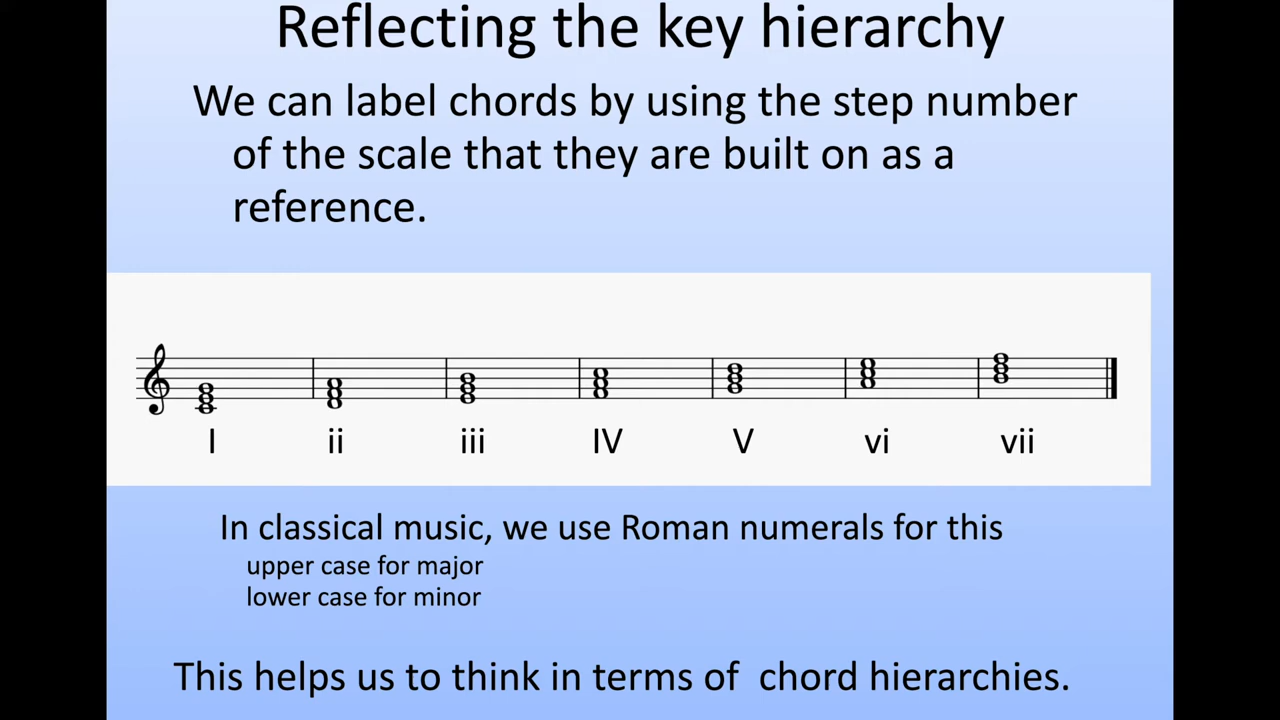 Reflecting the key hierarchy
We can label chords by using the step number
of the scale that they are built on as a
reference.
I ii iii IV V vi vii
In classical music, we use Roman numerals for this
upper case for major
lower case for minor
This helps us to think in terms of  chord hierarchies.